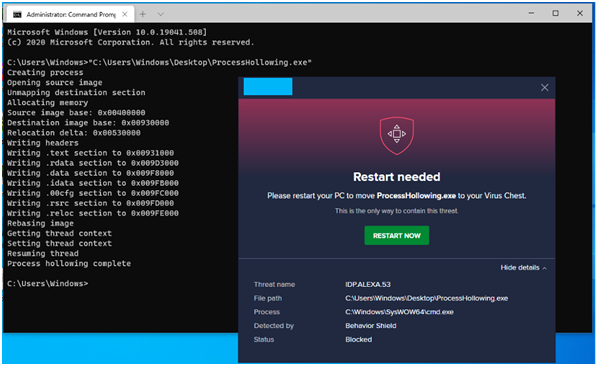 Administrator: Command Promp
Microsoft Windows [Version 10.0.19041.508]
(c) 2020 Microsoft Corporation. All rights reserved.
C:\Users\Windows>"C:\Users\Windows\Desktop\ProcessHollowing.exe"
Creating process
Opening source image
Unmapping destination section
Allocating memory
Source image base: 0x00400000
Destination image base: 0x00930000
Relocation delta: 0x00530000
Writing headers
Writing .text section to 0x00931000
Writing .rdata section to 0x009D3000
Writing .data section to 0x009F8000
Writing .idata section to 0x009FB000
Writing .00cfg section to 0x009FC000
Writing .rsrc section to 0x009FD000
Writing .reloc section to 0x009FE000
Rebasing image
Getting thread context
Setting thread context
Resuming thread
Process hollowing complete
C:\Users\Windows>
Restart needed
Please restart your PC to move ProcessHollowing.exe to your Virus Chest.
This is the only way to contain this threat.
RESTART NOW
Hide details
Threat name IDP.ALEXA.53
File path C:\Users\Windows\Desktop\ProcessHollowing.exe
Process C:\Windows\SysWOW64\cmd.exe
Detected by Behavior Shield
Status Blocked